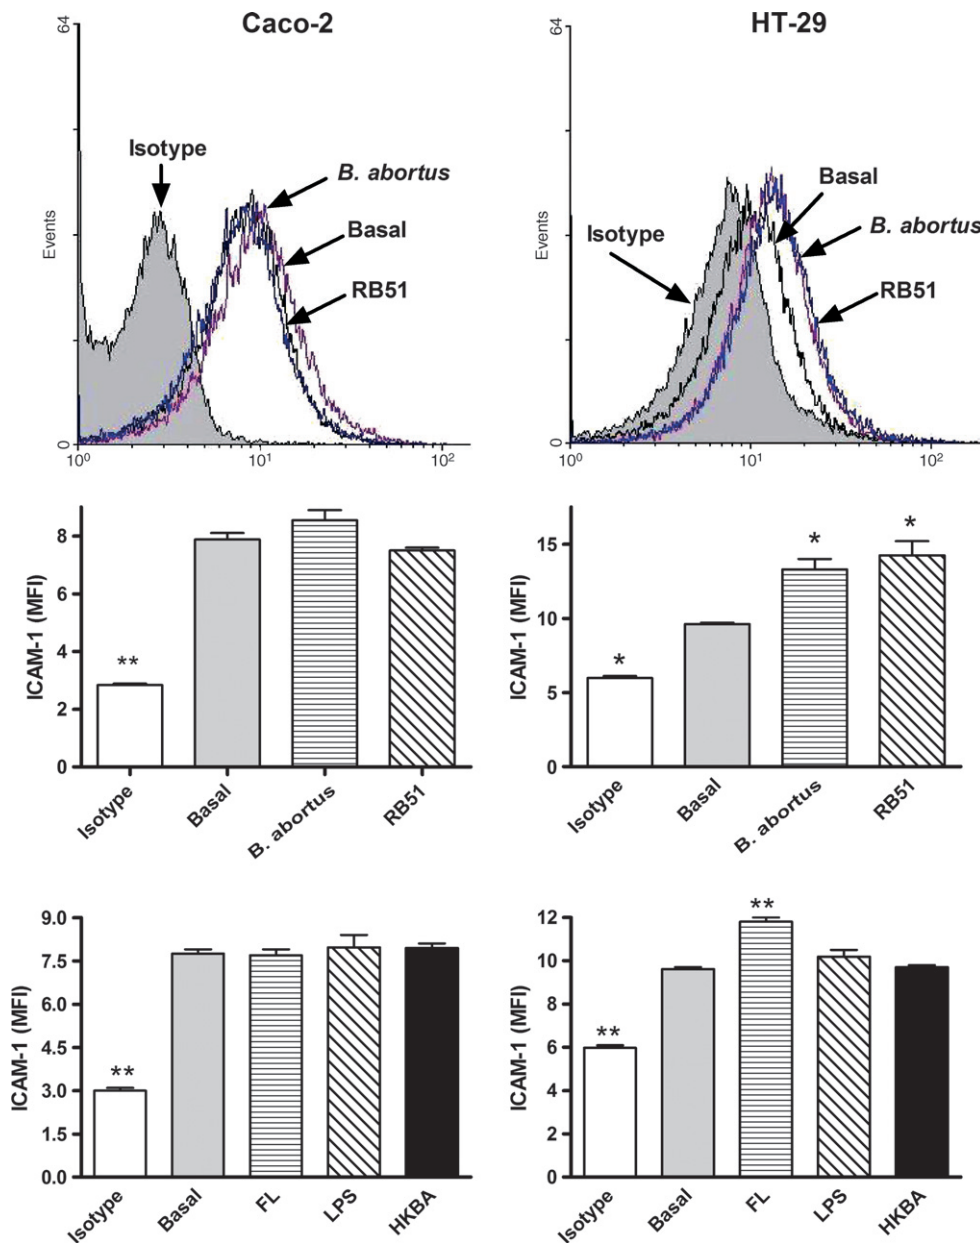 Caco-2
64
Events
0
Isotype
B. abortus
Basal
RB51
10⁰
10¹
10²
HT-29
64
Events
0
Isotype
Basal
B. abortus
RB51
10⁰
10¹
10²
ICAM-1 (MFI)
8
6
4
2
0
**
Isotype
Basal
B. abortus
RB51
ICAM-1 (MFI)
15
10
5
0
*
*
*
Isotype
Basal
B. abortus
RB51
ICAM-1 (MFI)
9.0
7.5
6.0
4.5
3.0
1.5
0.0
**
Isotype
Basal
FL
LPS
HKBA
ICAM-1 (MFI)
12
10
8
6
4
2
0
**
**
Isotype
Basal
FL
LPS
HKBA